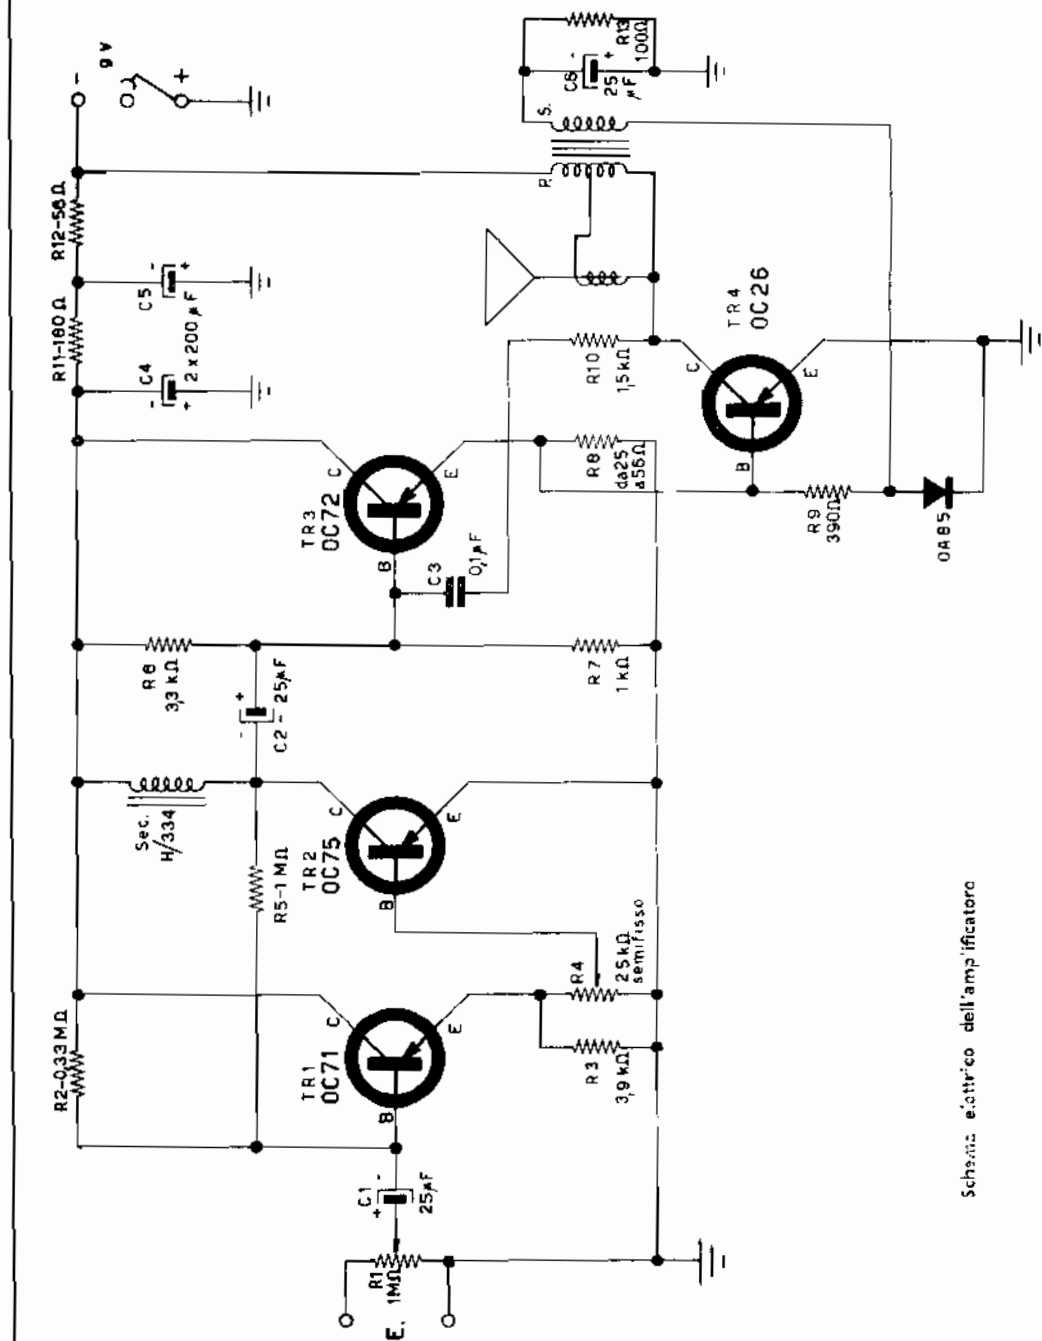 R2-0,33 MΩ
R11-180 Ω
R12-56 Ω
-
9 V
+
Sec.
H/334
R6
3,3 kΩ
-
C4
+
2 x 200 µF
-
C5
+
R5-1 MΩ
-
+
C2 - 25µF
TR1
OC71
C
B
E
TR2
OC75
C
B
E
TR3
OC72
C
B
E
C3
0,1µF
E.
R1
1MΩ
+
C1
-
25µF
R3
3,9 kΩ
R4
25 kΩ
semifisso
R7
1 kΩ
R8
da25
a56Ω
R10
1,5 kΩ
P.
S.
C6
-
+
25
µF
R13
100Ω
TR4
OC26
C
B
E
R9
390Ω
OA85
Schema elettrico dell'amplificatore